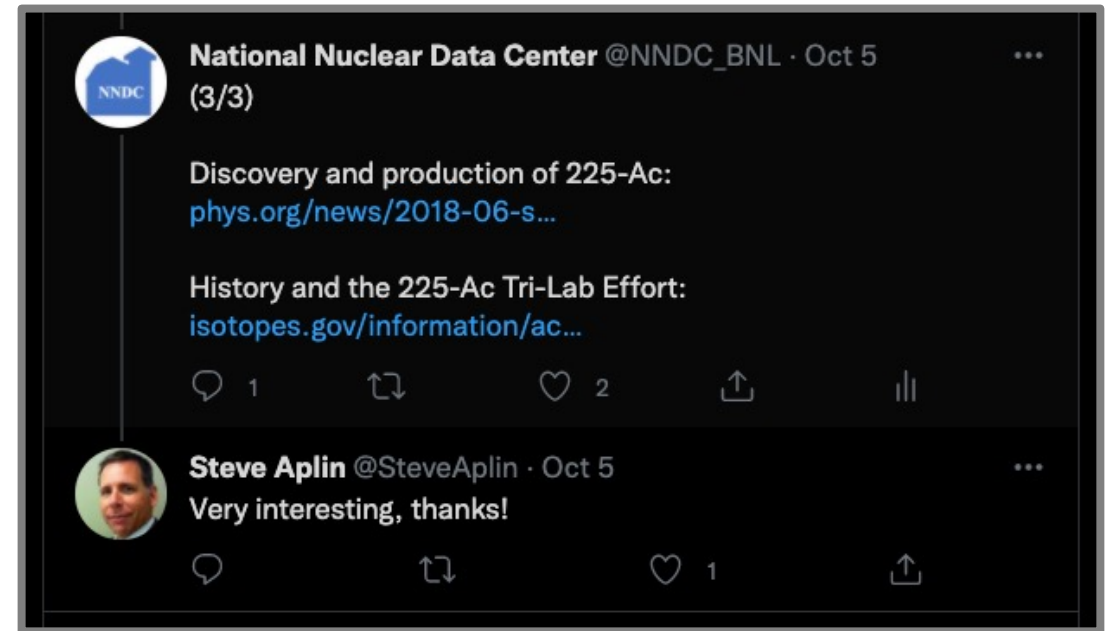 NNDC
National Nuclear Data Center @NNDC_BNL · Oct 5
(3/3)
Discovery and production of 225-Ac:
phys.org/news/2018-06-s...
History and the 225-Ac Tri-Lab Effort:
isotopes.gov/information/ac...
1 2
Steve Aplin @SteveAplin · Oct 5
Very interesting, thanks!
1